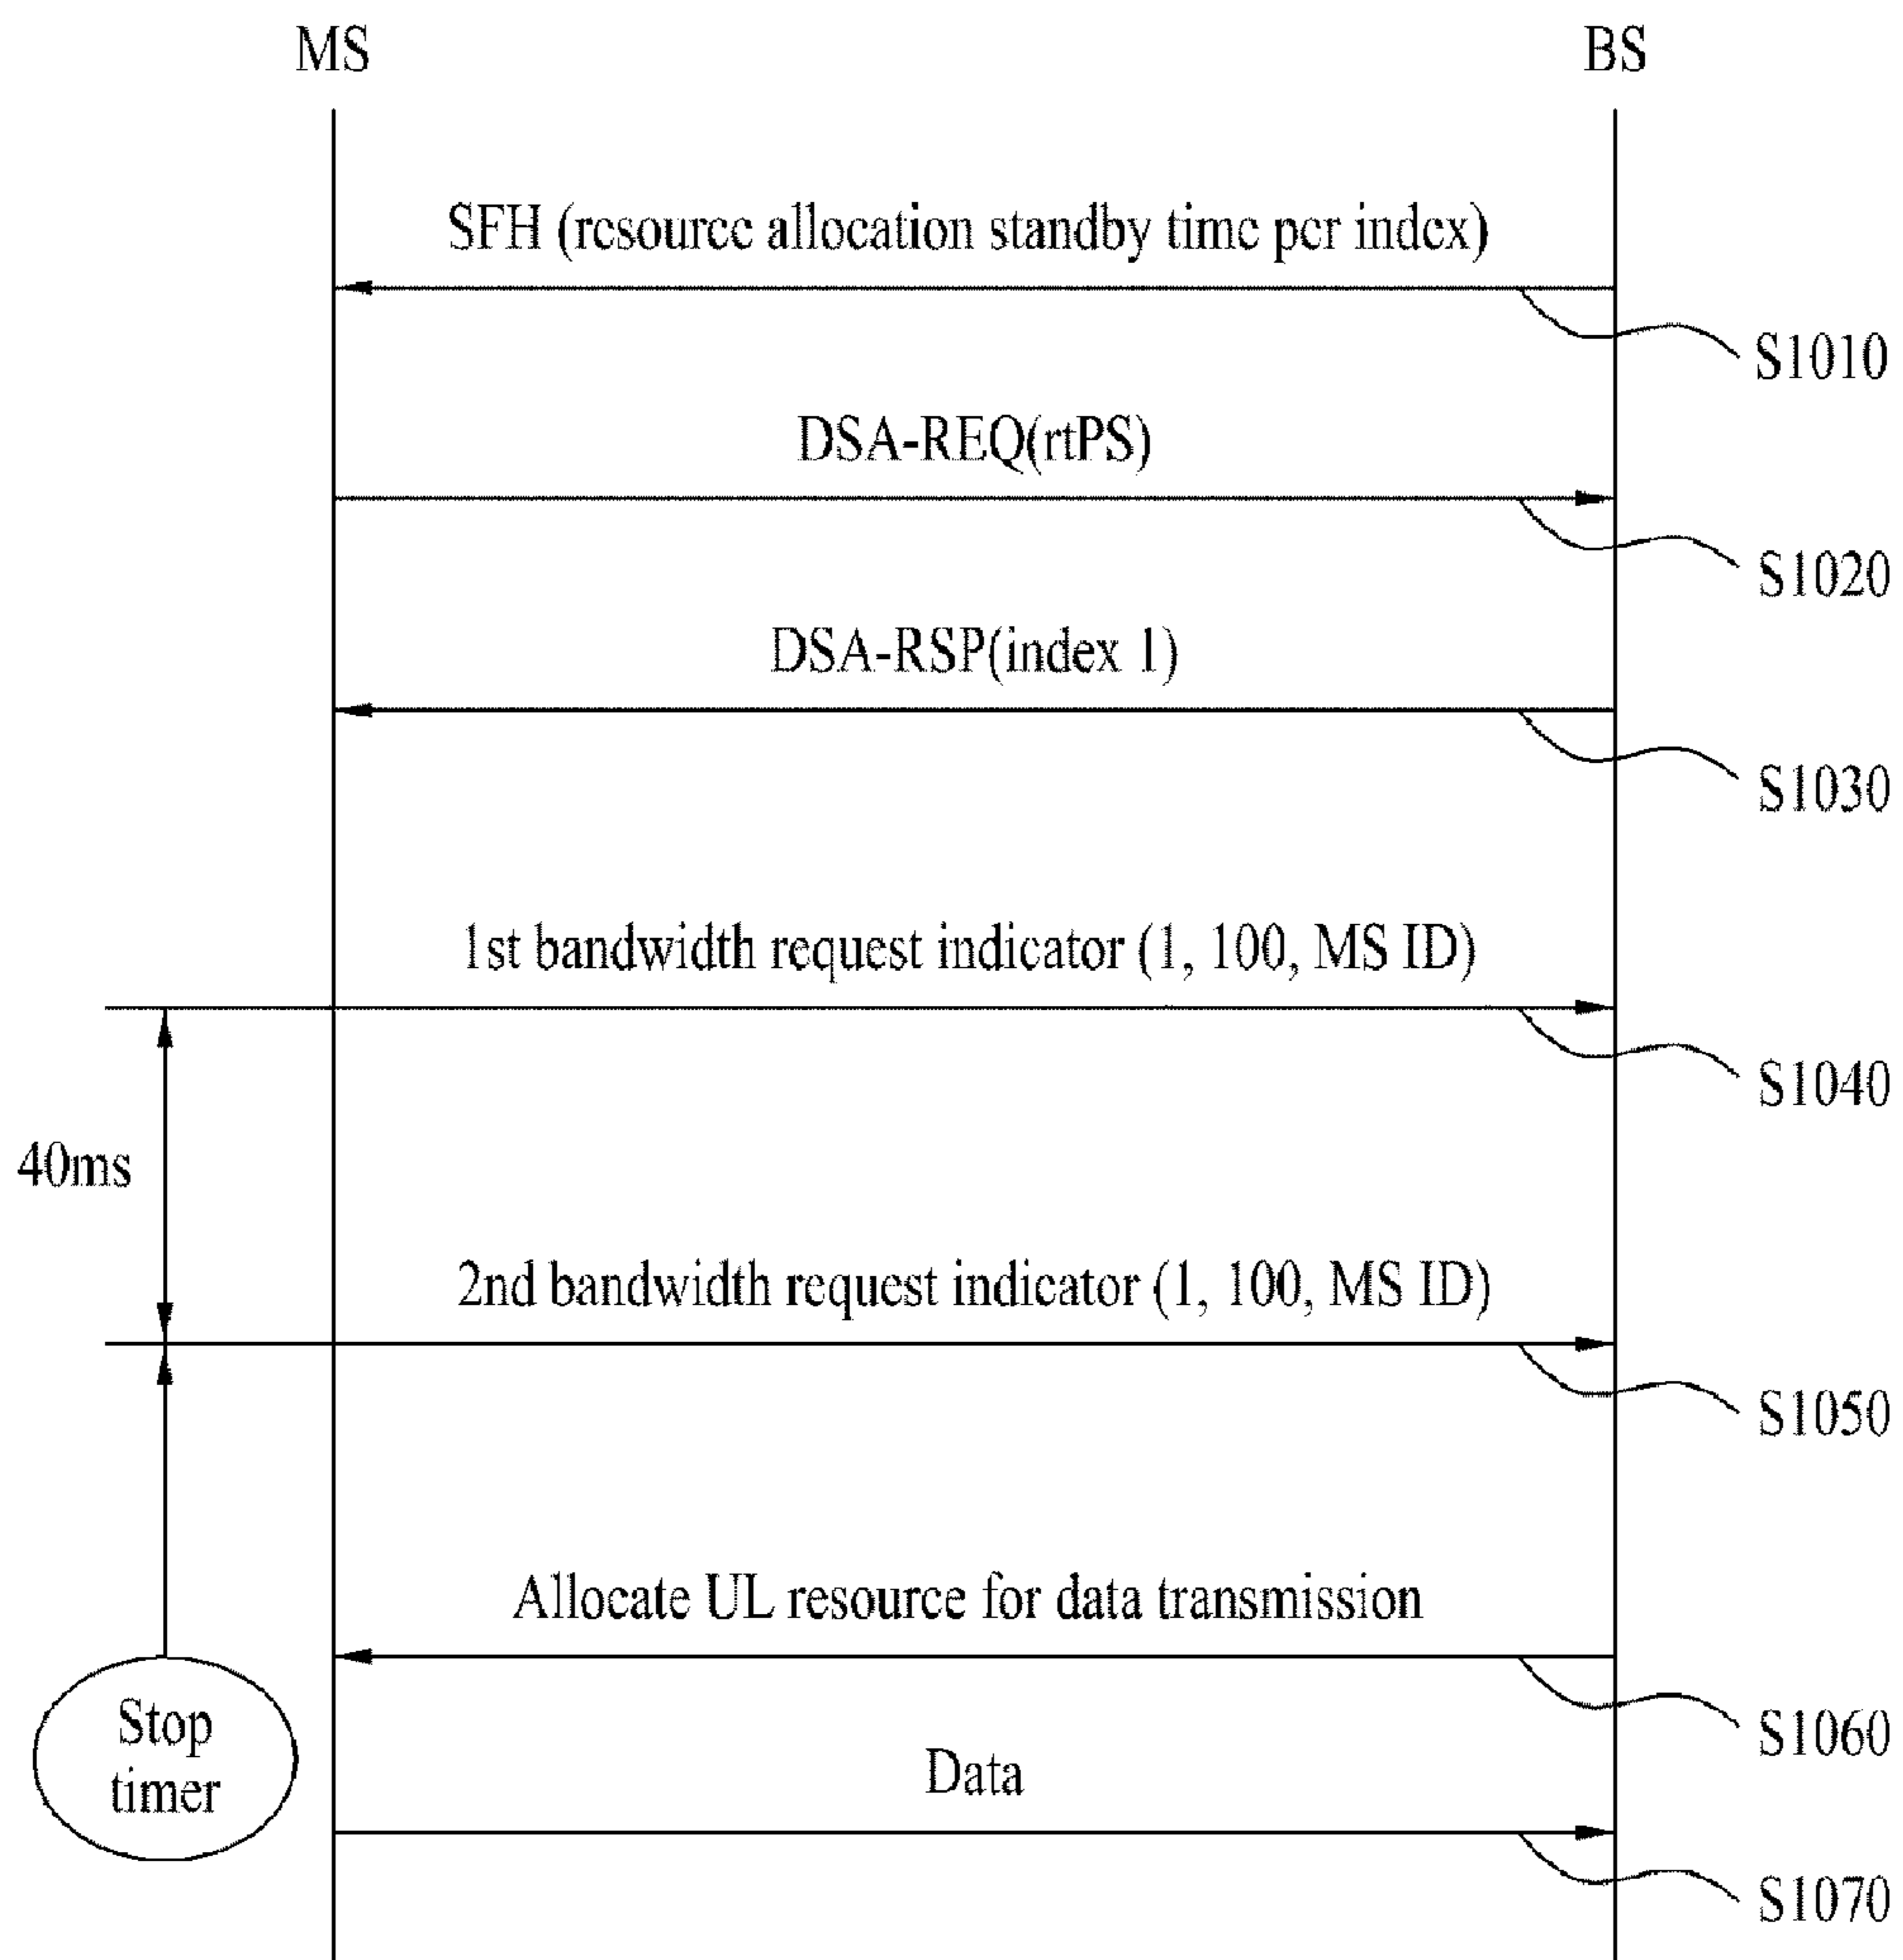 MS
BS
SFH (resource allocation standby time per index)
S1010
DSA-REQ(rtPS)
S1020
DSA-RSP(index 1)
S1030
1st bandwidth request indicator (1, 100, MS ID)
S1040
40ms
2nd bandwidth request indicator (1, 100, MS ID)
S1050
Allocate UL resource for data transmission
S1060
Stop
timer
Data
S1070